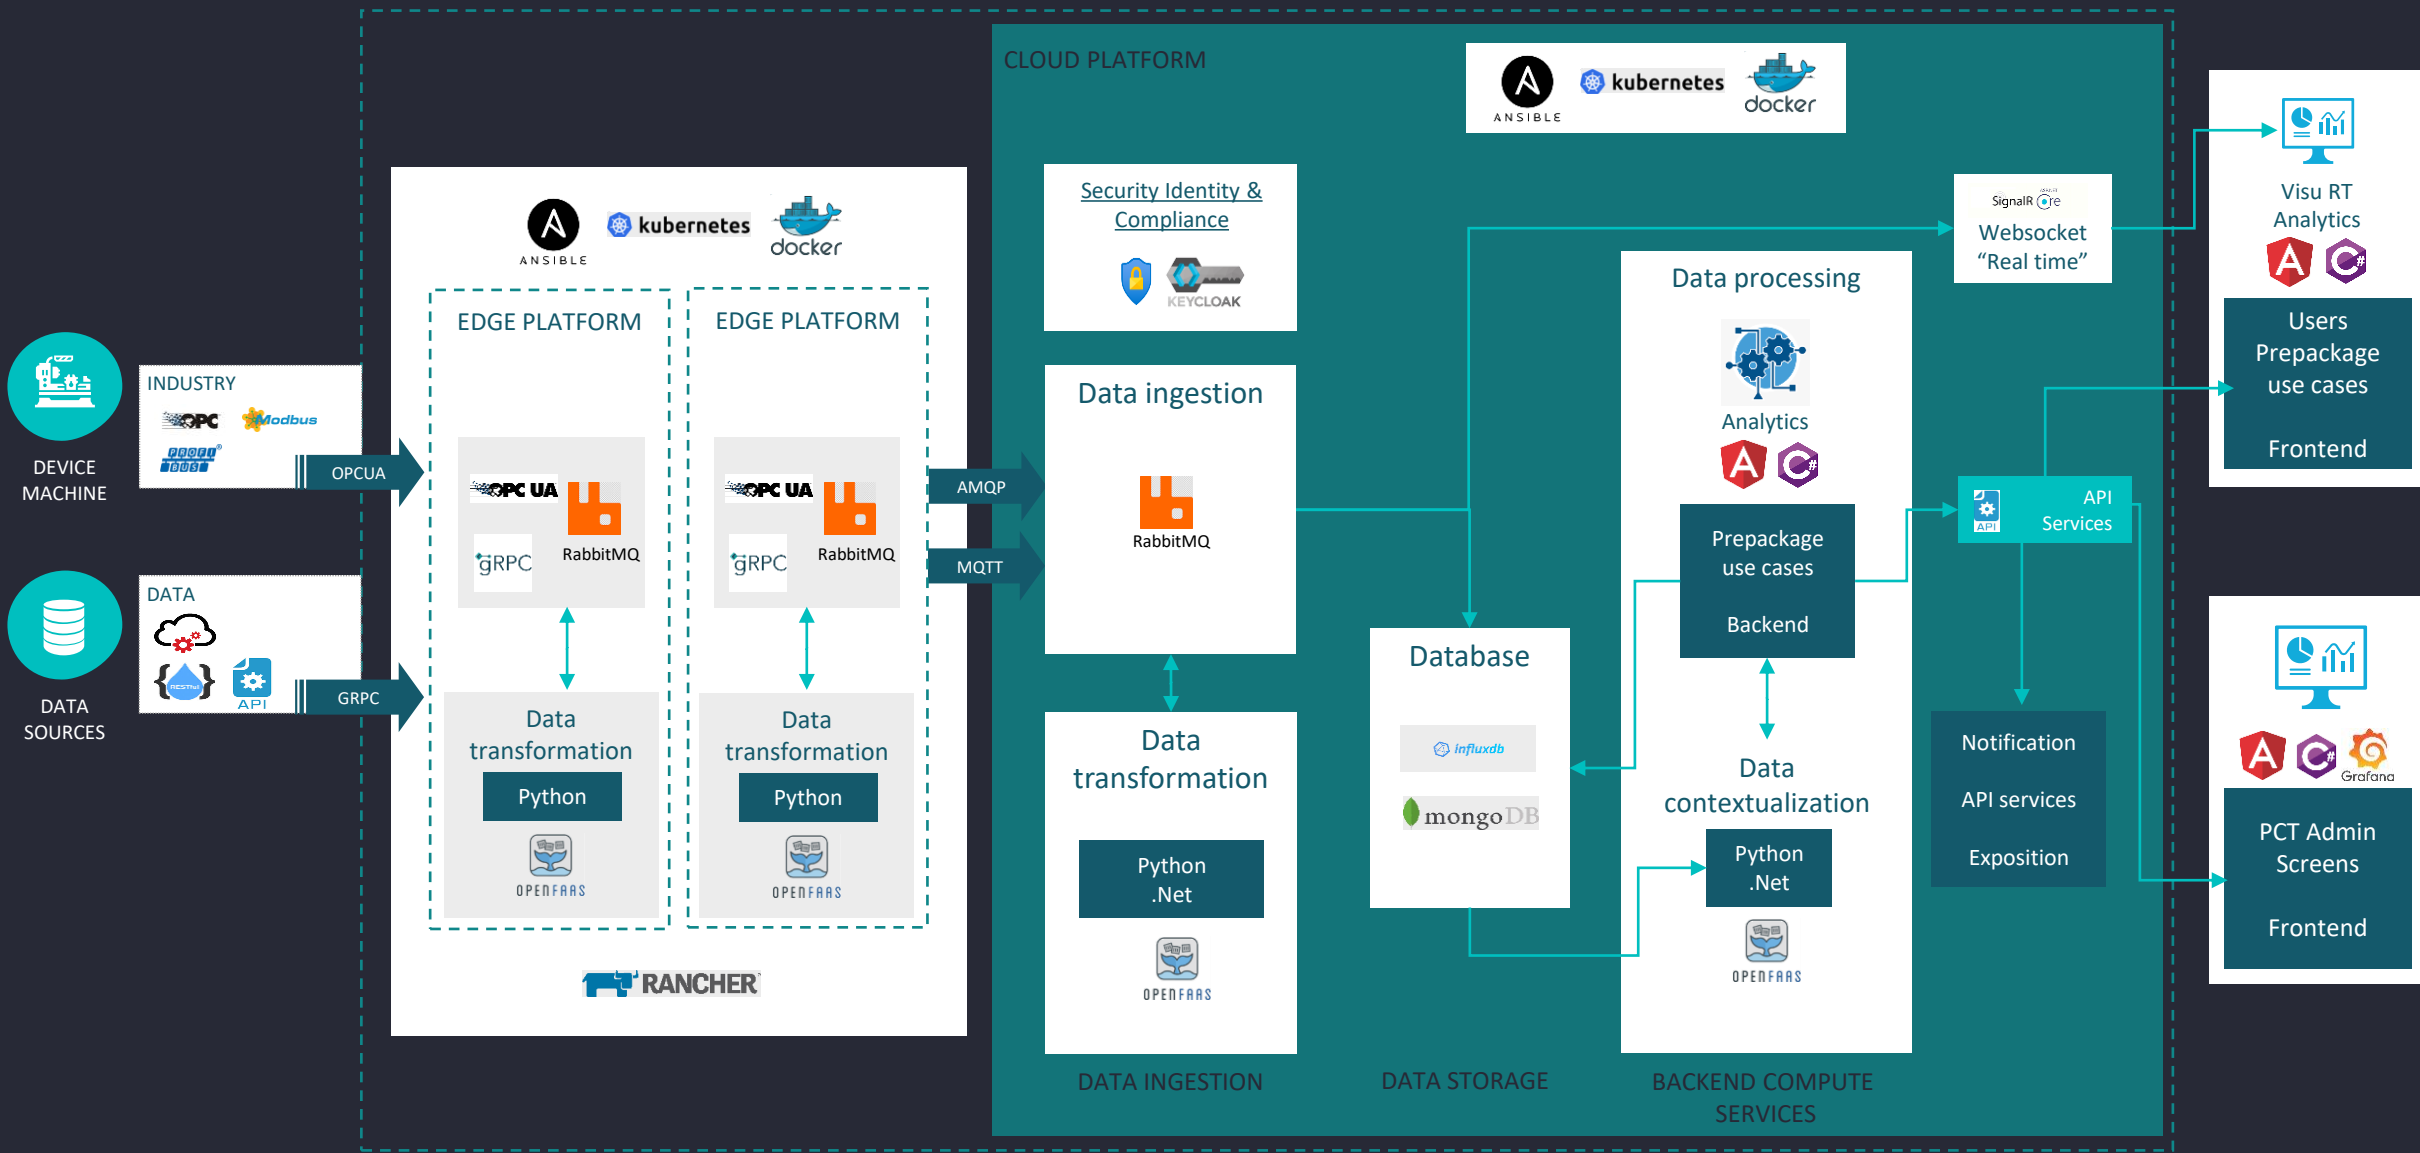 DEVICE
MACHINE
DATA
SOURCES
INDUSTRY
OPC
Modbus
PROFI
BUS
OPCUA
DATA
RESTful
API
GRPC
ANSIBLE
kubernetes
docker
EDGE PLATFORM
OPC UA
RabbitMQ
gRPC
Data
transformation
Python
OPENFAAS
EDGE PLATFORM
OPC UA
RabbitMQ
gRPC
Data
transformation
Python
OPENFAAS
RANCHER
AMQP
MQTT
CLOUD PLATFORM
ANSIBLE
kubernetes
docker
Security Identity &
Compliance
KEYCLOAK
Data ingestion
RabbitMQ
Data
transformation
Python
.Net
OPENFAAS
DATA INGESTION
Database
influxdb
mongoDB
DATA STORAGE
Data processing
Analytics
A
C#
Prepackage
use cases
Backend
Data
contextualization
Python
.Net
OPENFAAS
BACKEND COMPUTE
SERVICES
SignalR Core
Websocket
“Real time”
API
API
Services
Notification
API services
Exposition
Visu RT
Analytics
A
C#
Users
Prepackage
use cases
Frontend
A
C#
Grafana
PCT Admin
Screens
Frontend